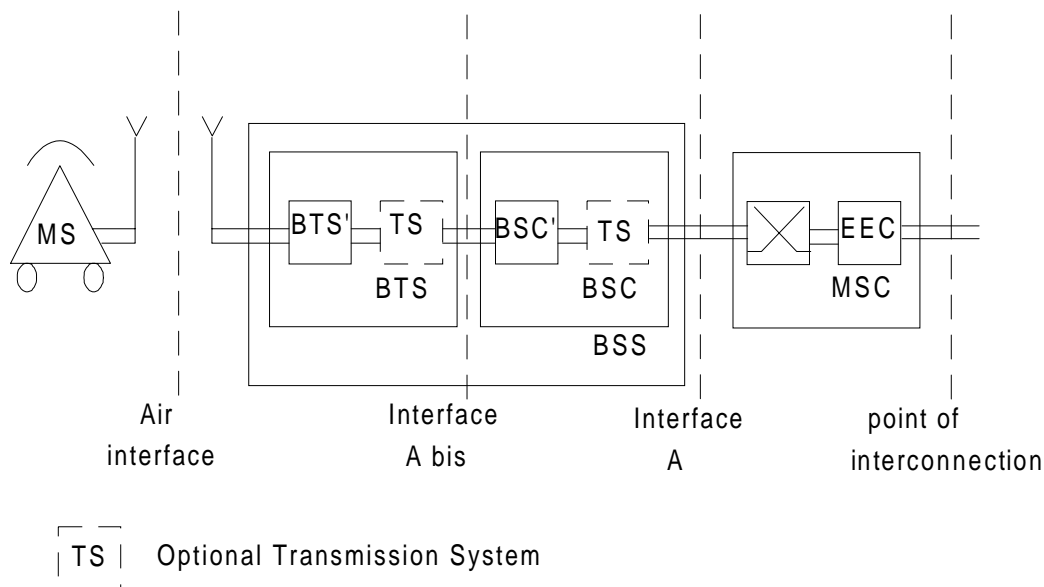 MS
BTS'
TS
BTS
BSC'
TS
BSC
BSS
EEC
MSC
Air
interface
Interface
A bis
Interface
A
point of
interconnection
TS
Optional Transmission System